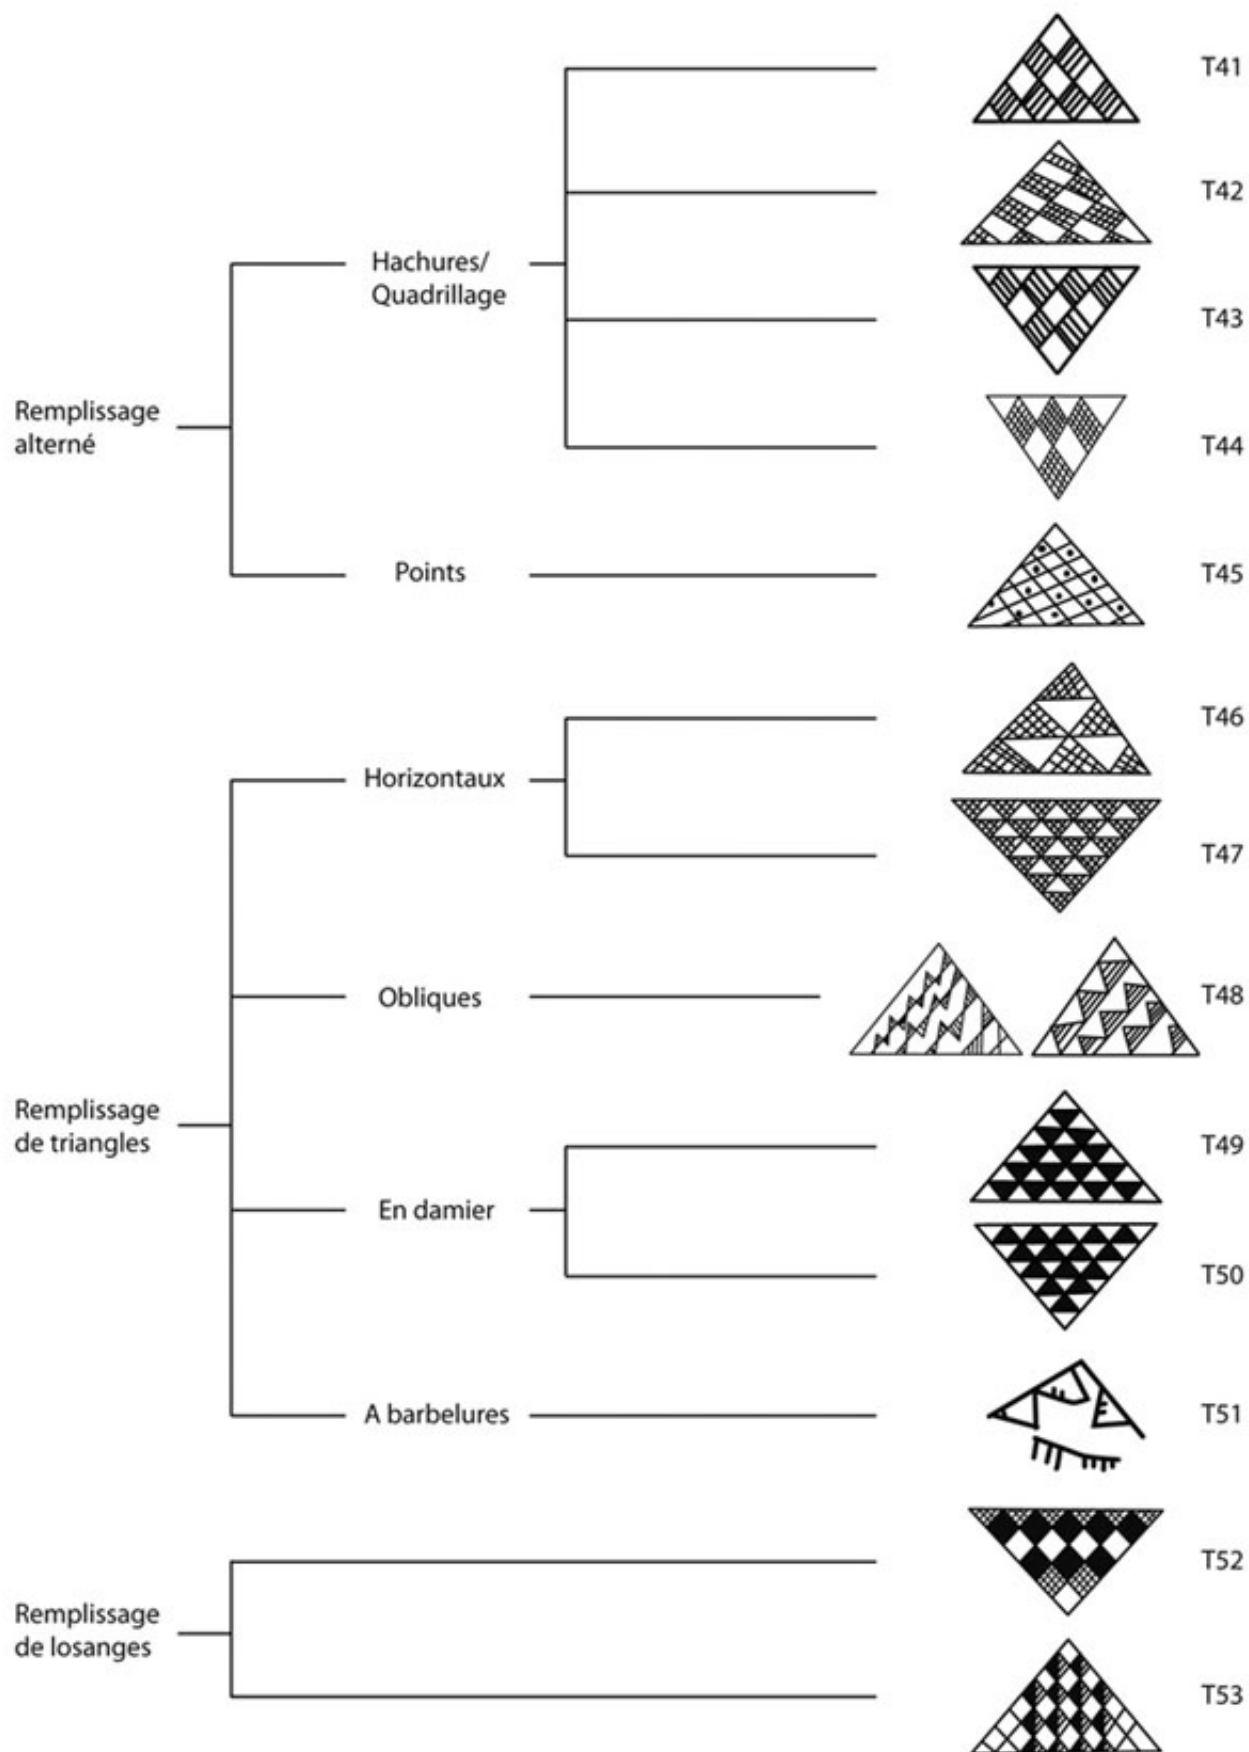 T41
T42
Hachures/
Quadrillage
T43
Remplissage
alterné
T44
Points
T45
T46
Horizontaux
T47
Obliques
T48
Remplissage
de triangles
T49
En damier
T50
A barbelures
T51
T52
Remplissage
de losanges
T53